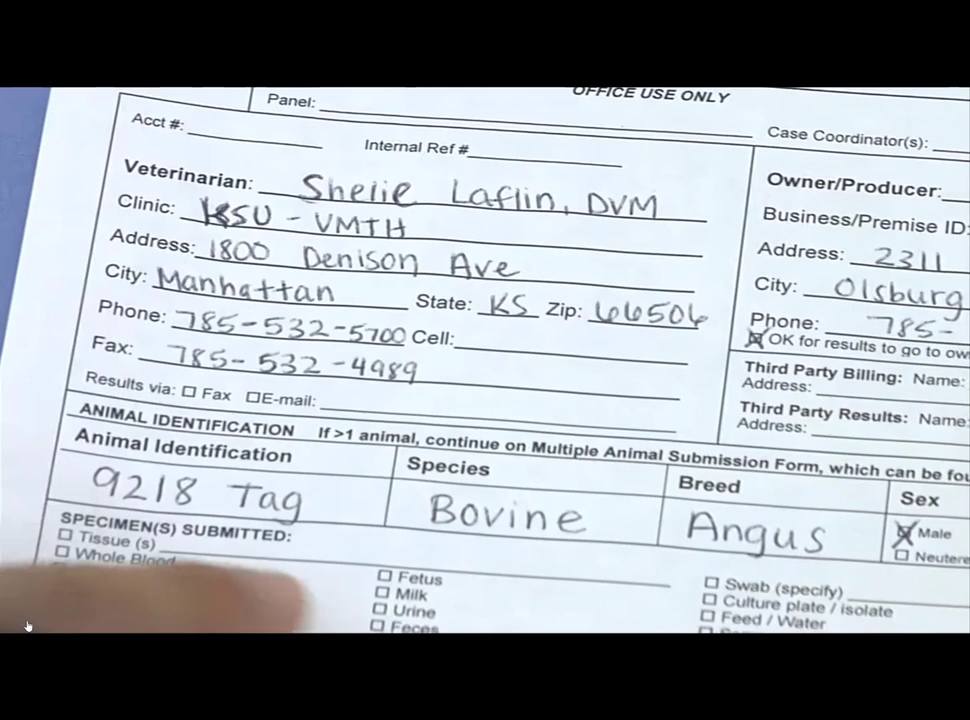 OFFICE USE ONLY
Panel:
Case Coordinator(s):
Acct #:
Internal Ref #
Veterinarian: Shelie Laflin, DVM
Clinic: KSU - VMTH
Address: 1800 Denison Ave
City: Manhattan State: KS Zip: 66506
Phone: 785-532-5700 Cell:
Fax: 785-532-4989
Results via: Fax E-mail:
Owner/Producer:
Business/Premise ID:
Address: 2311
City: Olsburg
Phone: 785-
OK for results to go to ow
Third Party Billing: Name:
Address:
Third Party Results: Name:
Address:
ANIMAL IDENTIFICATION If >1 animal, continue on Multiple Animal Submission Form, which can be fou
Animal Identification Species Breed Sex
9218 Tag Bovine Angus Male
Neutere
SPECIMEN(S) SUBMITTED:
Tissue (s)
Whole Blood
Fetus
Milk
Urine
Feces
Swab (specify)
Culture plate / isolate
Feed / Water